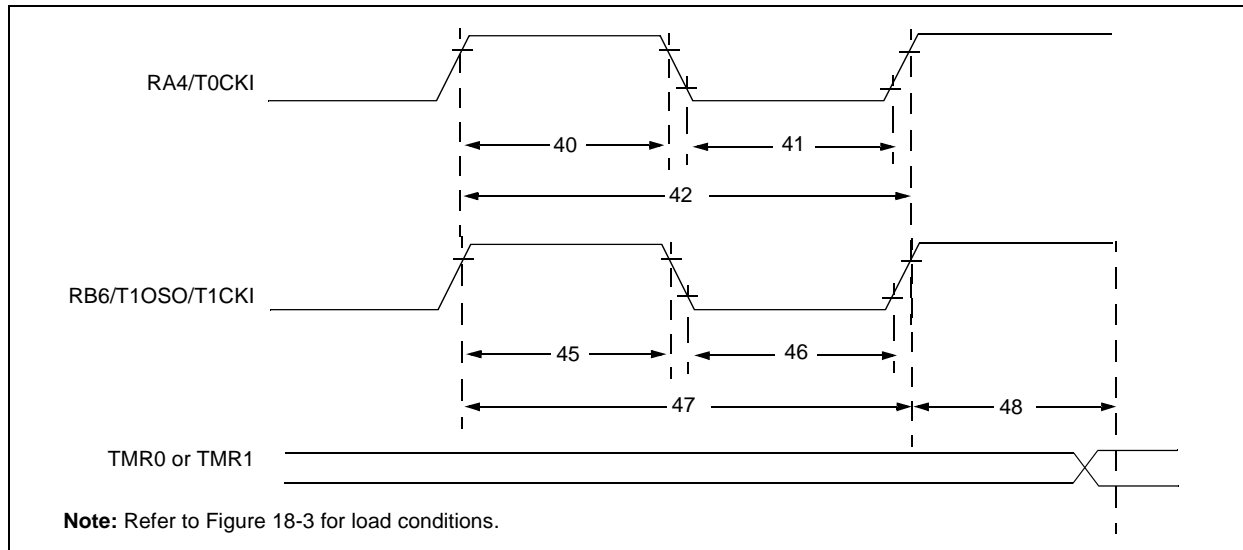 RA4/T0CKI
40
41
42
RB6/T1OSO/T1CKI
45
46
47
48
TMR0 or TMR1
Note: Refer to Figure 18-3 for load conditions.